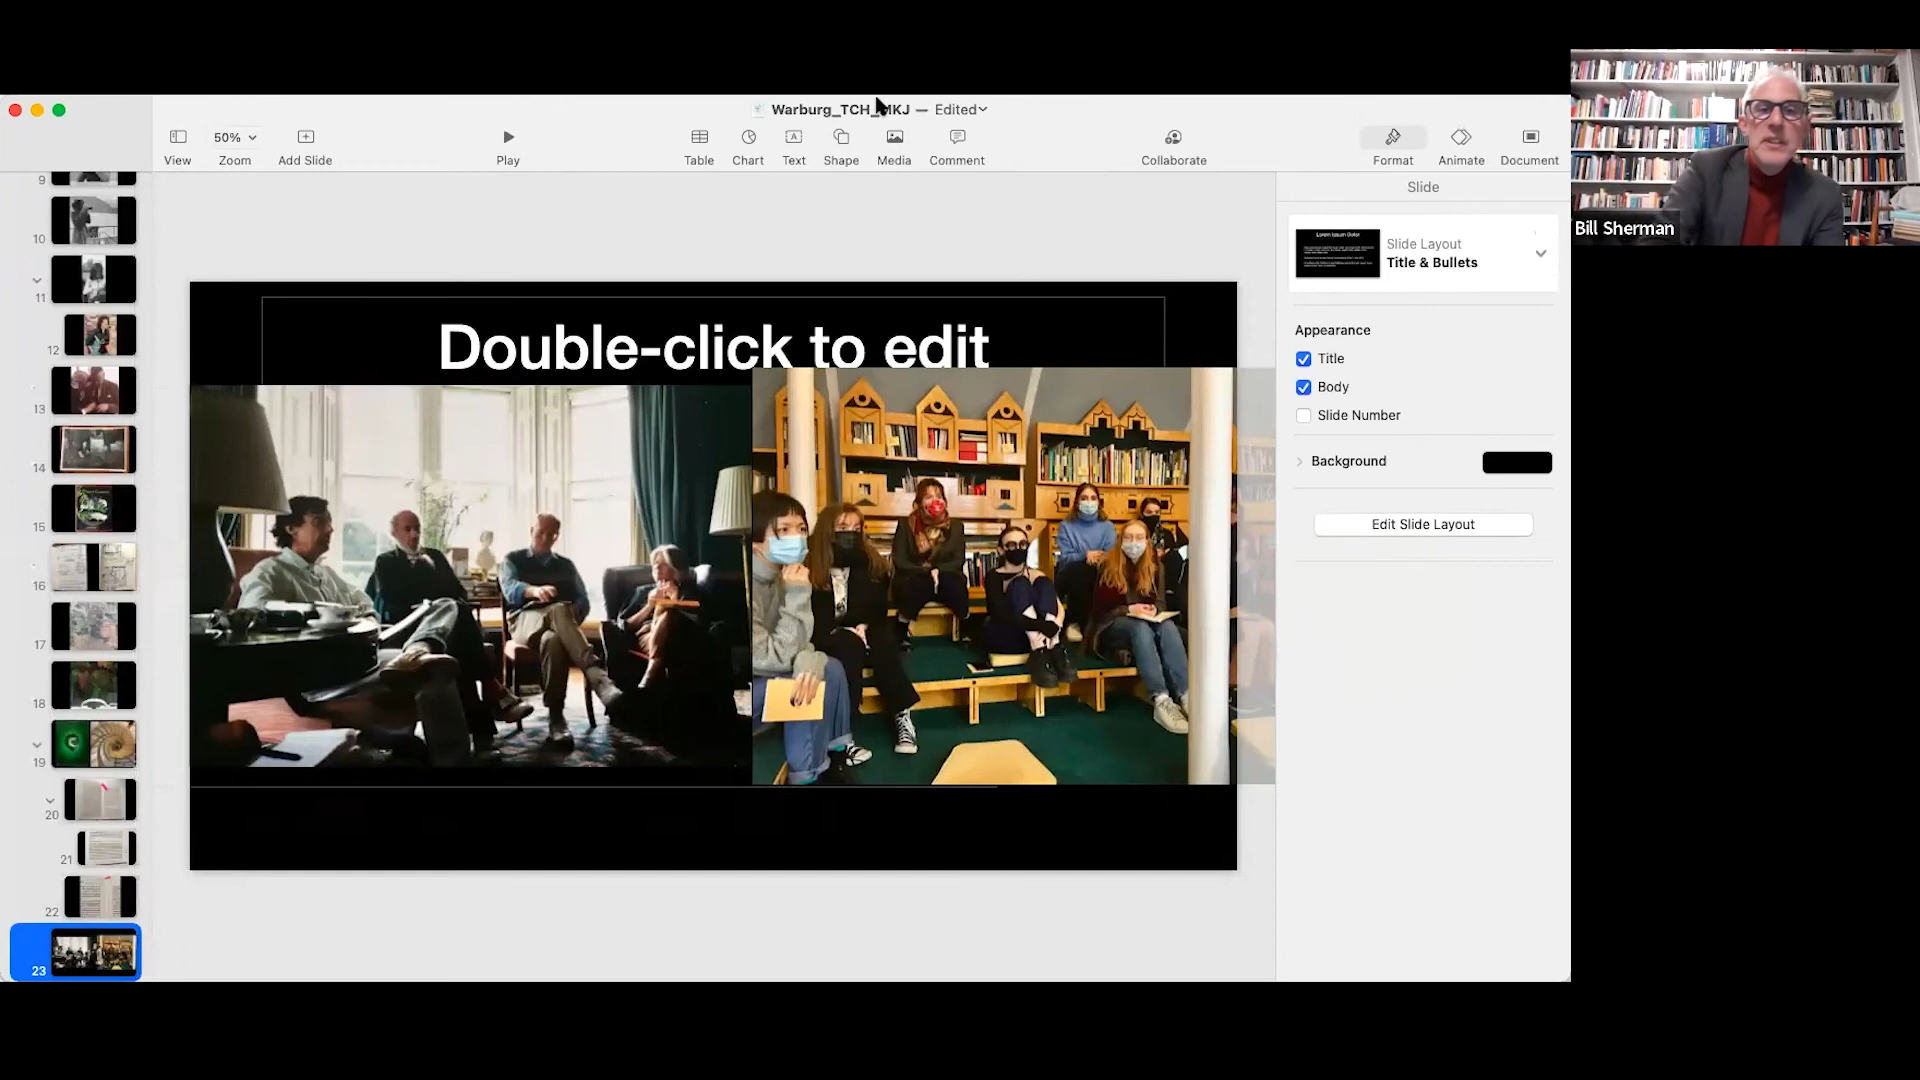 Warburg_TCH_MKJ — Edited
50%
View
Zoom
Add Slide
Play
Table
Chart
Text
Shape
Media
Comment
Collaborate
Format
Animate
Document
Slide
Slide Layout
Title & Bullets
Appearance
Title
Body
Slide Number
Background
Edit Slide Layout
9
10
11
12
13
14
15
16
17
18
19
20
21
22
23
Double-click to edit
Bill Sherman